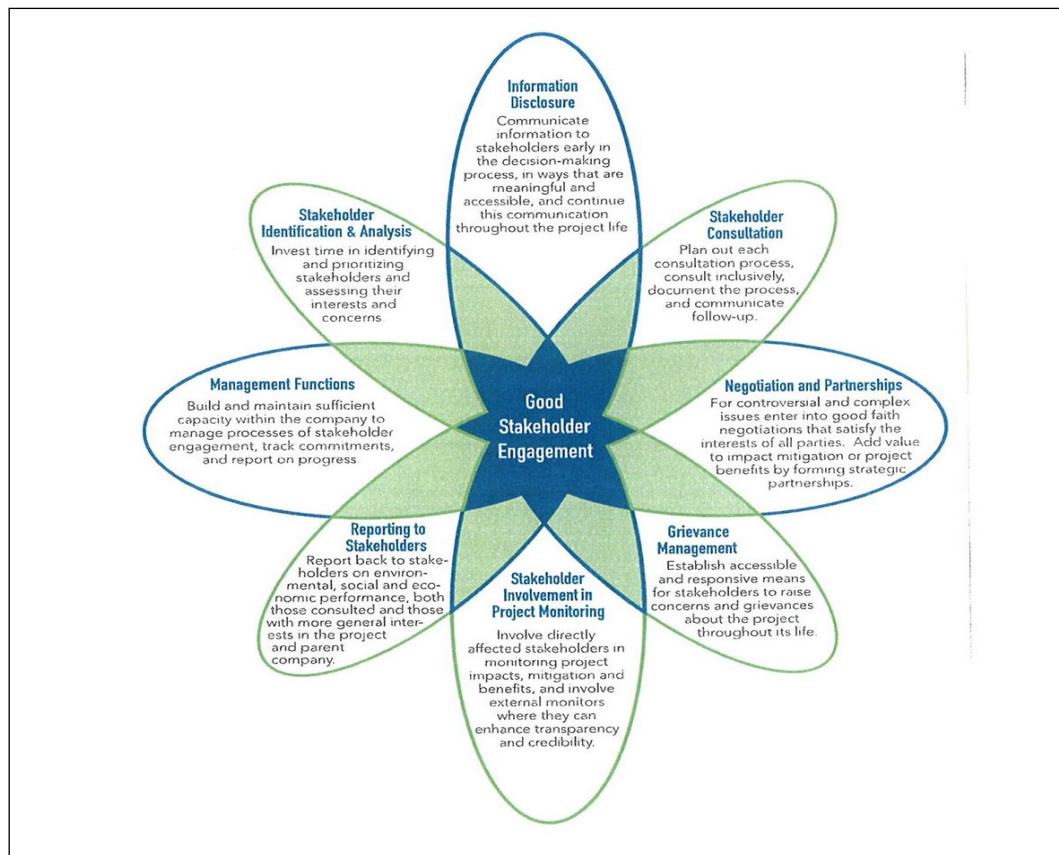 Information
Disclosure
Communicate
information to
stakeholders early in
the decision-making
process, in ways that are
meaningful and
accessible, and continue
this communication
throughout the project life
Stakeholder
Consultation
Plan out each
consultation process,
consult inclusively,
document the process,
and communicate
follow-up.
Negotiation and Partnerships
For controversial and complex
issues enter into good faith
negotiations that satisfy the
interests of all parties. Add value
to impact mitigation or project
benefits by forming strategic
partnerships.
Grievance
Management
Establish accessible
and responsive means
for stakeholders to raise
concerns and grievances
about the project
throughout its life.
Stakeholder
Involvement in
Project Monitoring
Involve directly
affected stakeholders in
monitoring project
impacts, mitigation and
benefits, and involve
external monitors
where they can
enhance transparency
and credibility.
Reporting to
Stakeholders
Report back to stake-
holders on environ-
mental, social and eco-
nomic performance, both
those consulted and those
with more general inter-
ests in the project
and parent
company.
Management Functions
Build and maintain sufficient
capacity within the company to
manage processes of stakeholder
engagement, track commitments,
and report on progress
Stakeholder
Identification & Analysis
Invest time in identifying
and prioritizing
stakeholders and
assessing their
interests and
concerns
Good
Stakeholder
Engagement